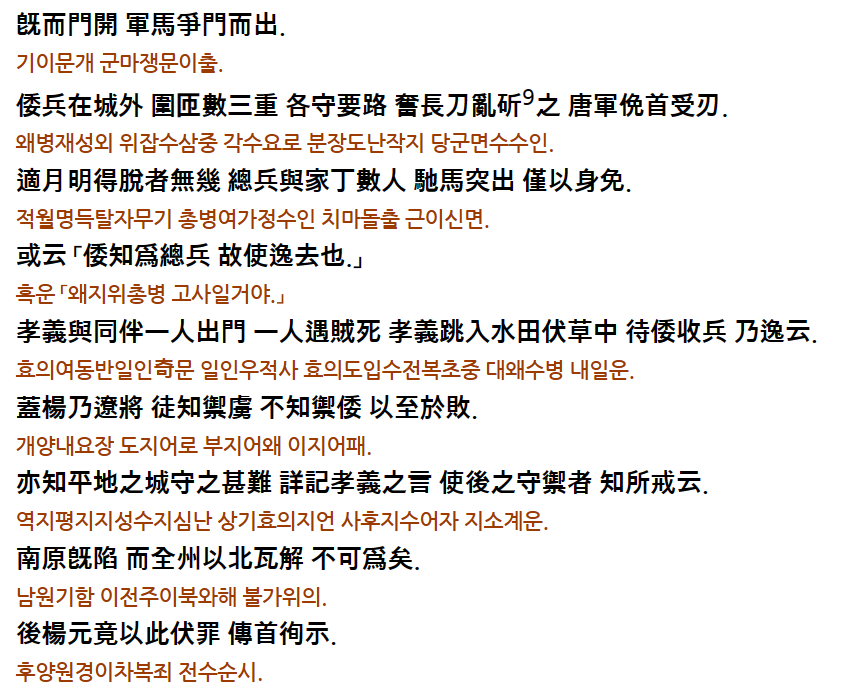 旣而門開 軍馬爭門而出.
기이문개 군마쟁문이출.
倭兵在城外 圍匝數三重 各守要路 奮長刀亂斫9之 唐軍俛首受刃.
왜병재성외 위잡수삼중 각수요로 분장도난작지 당군면수수인.
適月明得脫者無幾 總兵與家丁數人 馳馬突出 僅以身免.
적월명득탈자무기 총병여가정수인 치마돌출 근이신면.
或云「倭知爲總兵 故使逸去也.」
혹운「왜지위총병 고사일거야.」
孝義與同伴一人出門 一人遇賊死 孝義跳入水田伏草中 待倭收兵 乃逸云.
효의여동반일인奇문 일인우적사 효의도입수전복초중 대왜수병 내일운.
蓋楊乃遼將 徒知禦虜 不知禦倭 以至於敗.
개양내요장 도지어로 부지어왜 이지어패.
亦知平地之城守之甚難 詳記孝義之言 使後之守禦者 知所戒云.
역지평지지성수지심난 상기효의지언 사후지수어자 지소계운.
南原旣陷 而全州以北瓦解 不可爲矣.
남원기함 이전주이북와해 불가위의.
後楊元竟以此伏罪 傳首徇示.
후양원경이차복죄 전수순시.